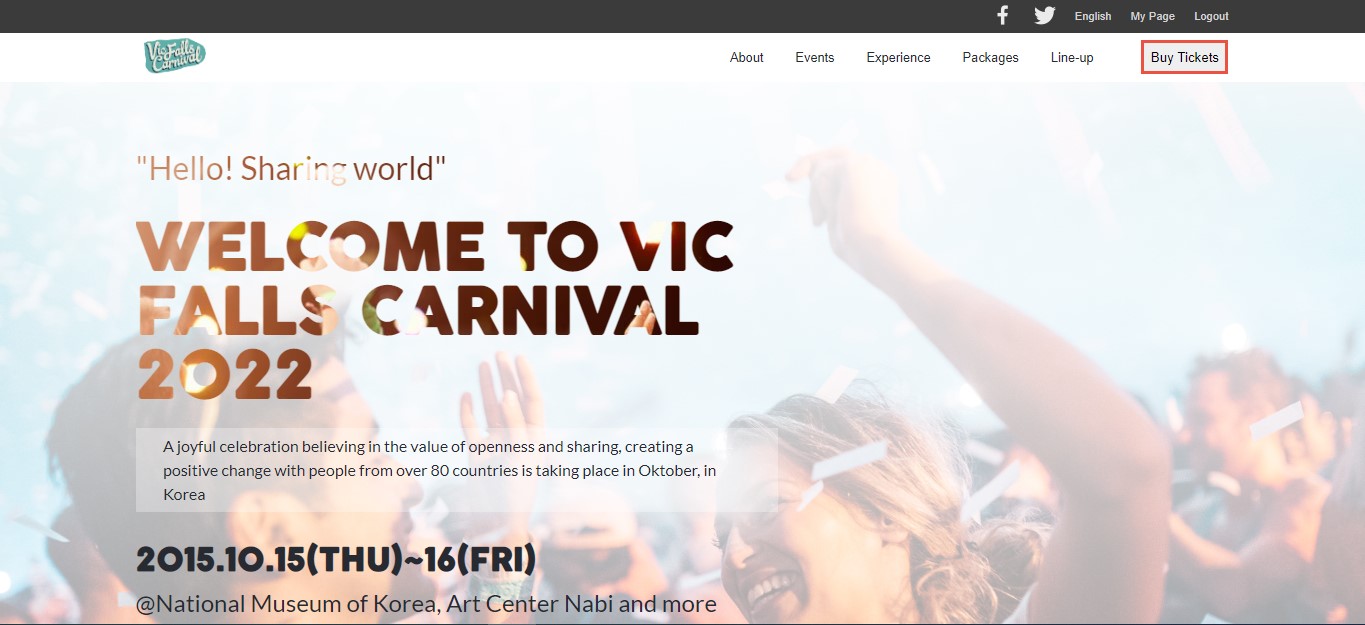 English My Page Logout
Vic Falls Carnival
About Events Experience Packages Line-up Buy Tickets
"Hello! Sharing world"
WELCOME TO VIC
FALLS CARNIVAL
2022
A joyful celebration believing in the value of openness and sharing, creating a
positive change with people from over 80 countries is taking place in Oktober, in
Korea
2015.10.15(THU)~16(FRI)
@National Museum of Korea, Art Center Nabi and more